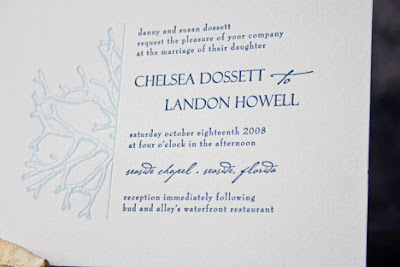 danny and susan dossett
request the pleasure of your company
at the marriage of their daughter
CHELSEA DOSSETT to
LANDON HOWELL
saturday october eighteenth 2008
at four o'clock in the afternoon
seaside chapel . seaside, florida
reception immediately following
bud and alley's waterfront restaurant